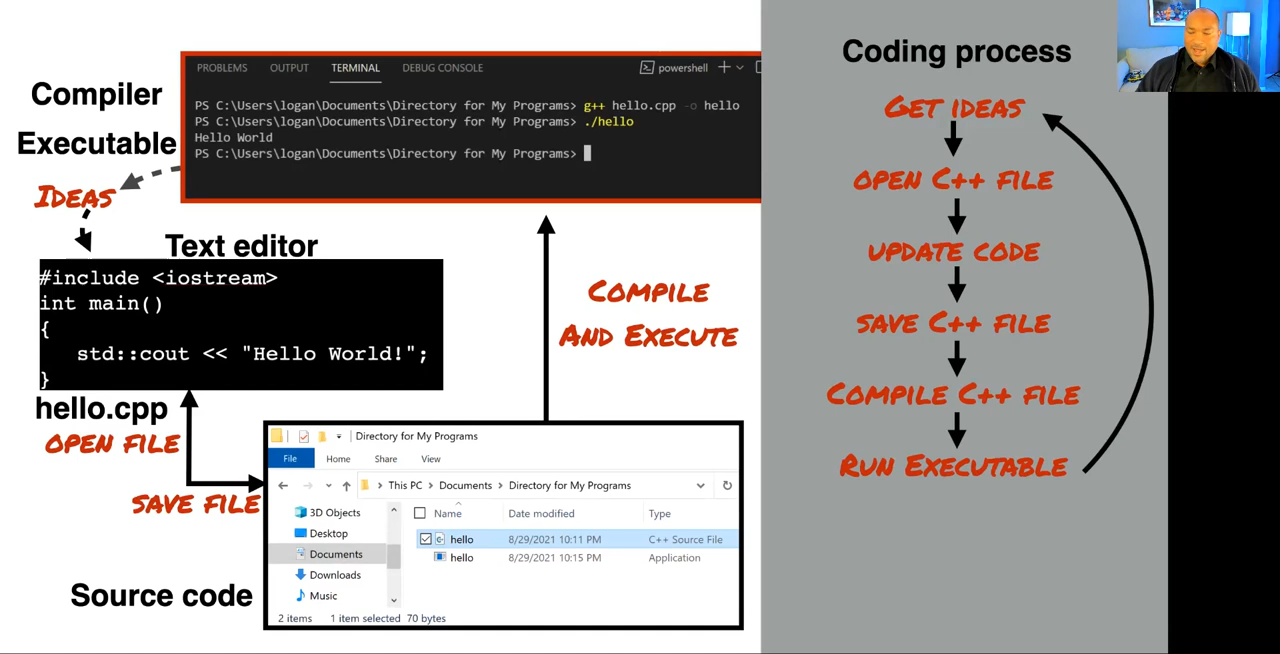 Compiler
Executable
Ideas
PROBLEMS OUTPUT TERMINAL DEBUG CONSOLE powershell
PS C:\Users\logan\Documents\Directory for My Programs> g++ hello.cpp -o hello
PS C:\Users\logan\Documents\Directory for My Programs> ./hello
Hello World
PS C:\Users\logan\Documents\Directory for My Programs>
Text editor
#include <iostream>
int main()
{
std::cout << "Hello World!";
}
hello.cpp
OPEN FILE
SAVE FILE
COMPILE
AND EXECUTE
Source code
Directory for My Programs
File Home Share View
This PC > Documents > Directory for My Programs
Name Date modified Type
3D Objects
Desktop
Documents
Downloads
Music
hello 8/29/2021 10:11 PM C++ Source File
hello 8/29/2021 10:15 PM Application
2 items 1 item selected 70 bytes
Coding process
GET IDEAS
OPEN C++ FILE
UPDATE CODE
SAVE C++ FILE
COMPILE C++ FILE
RUN EXECUTABLE